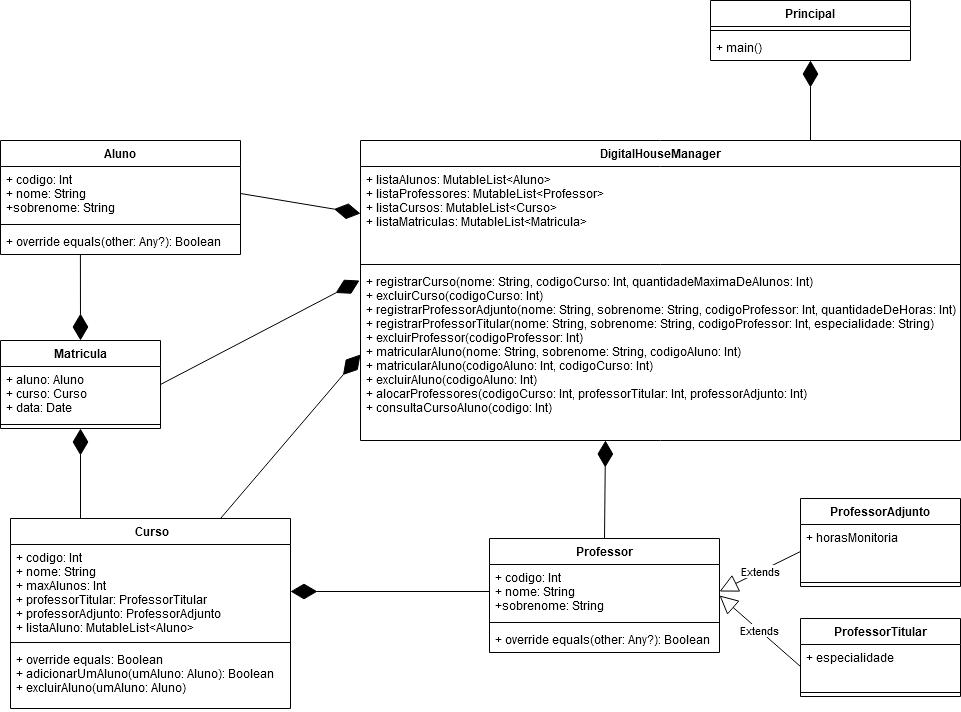 Principal
+ main()
Aluno
+ codigo: Int
+ nome: String
+sobrenome: String
+ override equals(other: Any?): Boolean
DigitalHouseManager
+ listaAlunos: MutableList<Aluno>
+ listaProfessores: MutableList<Professor>
+ listaCursos: MutableList<Curso>
+ listaMatriculas: MutableList<Matricula>
+ registrarCurso(nome: String, codigoCurso: Int, quantidadeMaximaDeAlunos: Int)
+ excluirCurso(codigoCurso: Int)
+ registrarProfessorAdjunto(nome: String, sobrenome: String, codigoProfessor: Int, quantidadeDeHoras: Int)
+ registrarProfessorTitular(nome: String, sobrenome: String, codigoProfessor: Int, especialidade: String)
+ excluirProfessor(codigoProfessor: Int)
+ matricularAluno(nome: String, sobrenome: String, codigoAluno: Int)
+ matricularAluno(codigoAluno: Int, codigoCurso: Int)
+ excluirAluno(codigoAluno: Int)
+ alocarProfessores(codigoCurso: Int, professorTitular: Int, professorAdjunto: Int)
+ consultaCursoAluno(codigo: Int)
Matricula
+ aluno: Aluno
+ curso: Curso
+ data: Date
Curso
+ codigo: Int
+ nome: String
+ maxAlunos: Int
+ professorTitular: ProfessorTitular
+ professorAdjunto: ProfessorAdjunto
+ listaAluno: MutableList<Aluno>
+ override equals: Boolean
+ adicionarUmAluno(umAluno: Aluno): Boolean
+ excluirAluno(umAluno: Aluno)
Professor
+ codigo: Int
+ nome: String
+sobrenome: String
+ override equals(other: Any?): Boolean
Extends
Extends
ProfessorAdjunto
+ horasMonitoria
ProfessorTitular
+ especialidade